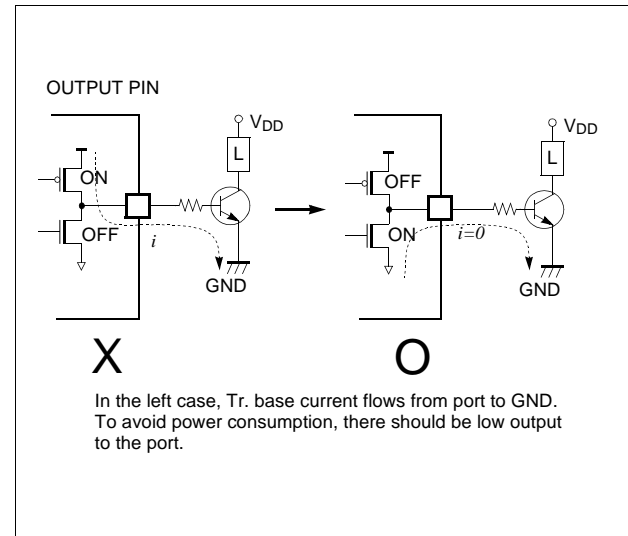 OUTPUT PIN
VDD
L
ON
OFF
i
GND
VDD
L
OFF
ON
i=0
GND
X
O
In the left case, Tr. base current flows from port to GND.
To avoid power consumption, there should be low output
to the port.